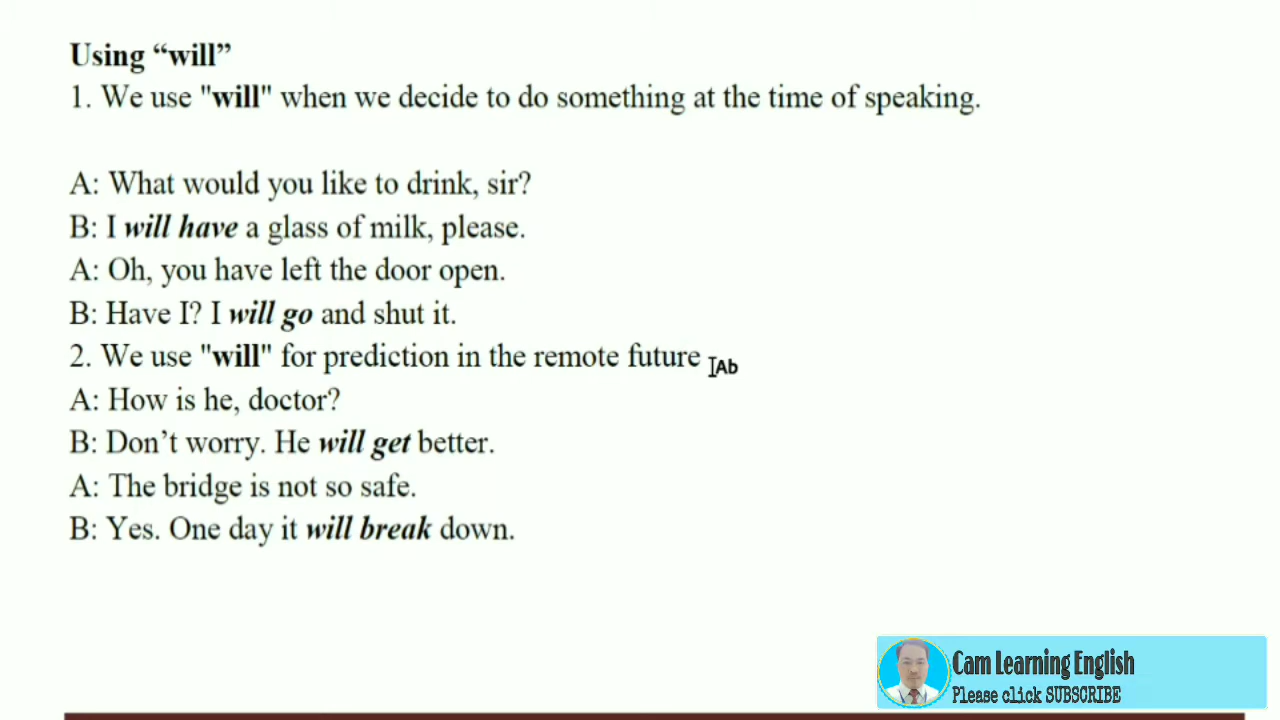 Using “will”
1. We use "will" when we decide to do something at the time of speaking.
A: What would you like to drink, sir?
B: I will have a glass of milk, please.
A: Oh, you have left the door open.
B: Have I? I will go and shut it.
2. We use "will" for prediction in the remote future
Ab
A: How is he, doctor?
B: Don’t worry. He will get better.
A: The bridge is not so safe.
B: Yes. One day it will break down.
Cam Learning English
Please click SUBSCRIBE